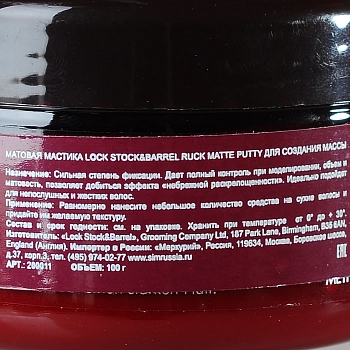 МАТОВАЯ МАСТИКА LOCK STOCK&BARREL RUCK MATTE PUTTY ДЛЯ СОЗДАНИЯ МАССЫ
Назначение: Сильная степень фиксации. Дает полный контроль при моделировании, объем и
матовость, позволяет добиться эффекта «небрежной раскрепощенности». Идеально подойдет
для непослушных и жестких волос.
Применение: Равномерно нанесите небольшое количество средства на сухие волосы и
придайте им желаемую текстуру.
Состав и срок годности: см. на упаковке. Хранить при температуре от 0° до + 30°.
Изготовитель: «Lock Stock&Barrel», Grooming Company Ltd, 187 Park Lane, Birmingham, B35 6AN,
England (Англия). Импортер в Россию: «Меркурий», Россия, 119634, Москва, Боровское шоссе,
д.37, корп.3, тел. (495) 974-02-77 www.simrussia.com
АРТ.: 260011 ОБЪЕМ: 100 г
EAC